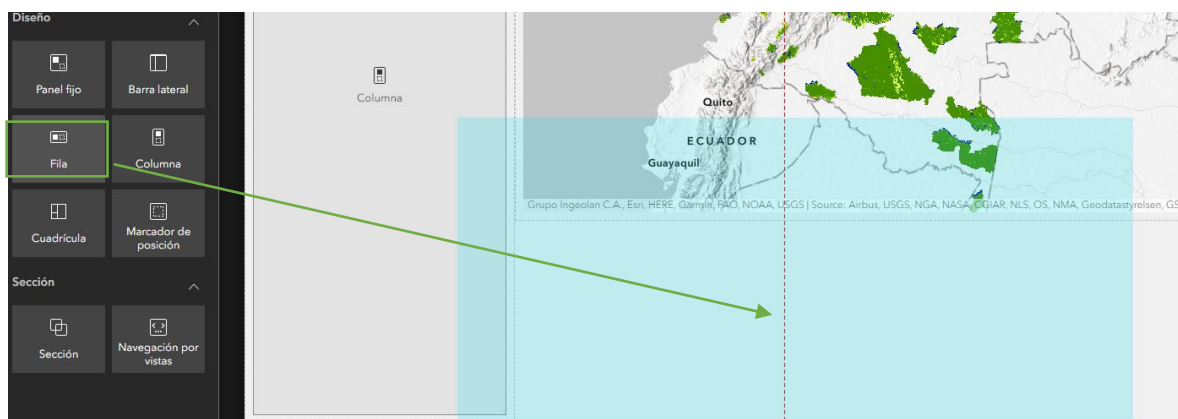 Diseño
Panel fijo
Barra lateral
Fila
Columna
Cuadrícula
Marcador de
posición
Sección
Sección
Navegación por
vistas
Columna
Quito
ECUADOR
Guayaquil
Grupo Ingeolan C.A., Esri, HERE, Garmin, FAO, NOAA, USGS | Source: Airbus, USGS, NGA, NASA, CGIAR, NLS, OS, NMA, Geodatastyrelsen, GS